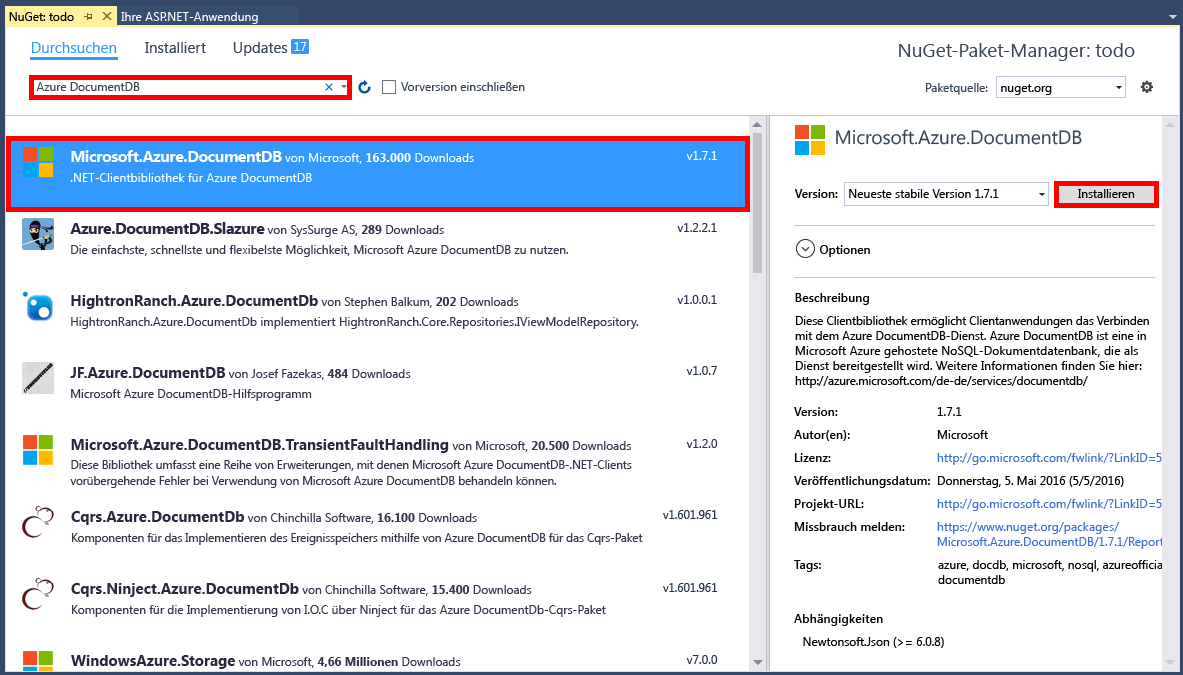 NuGet: todo
Ihre ASP.NET-Anwendung
Durchsuchen Installiert Updates 17
NuGet-Paket-Manager: todo
Azure DocumentDB
Vorversion einschließen
Paketquelle: nuget.org
Microsoft.Azure.DocumentDB von Microsoft, 163.000 Downloads v1.7.1
.NET-Clientbibliothek für Azure DocumentDB
Azure.DocumentDB.Slazure von SysSurge AS, 289 Downloads v1.2.2.1
Die einfachste, schnellste und flexibelste Möglichkeit, Microsoft Azure DocumentDB zu nutzen.
HightronRanch.Azure.DocumentDb von Stephen Balkum, 202 Downloads v1.0.0.1
HightronRanch.Azure.DocumentDb implementiert HightronRanch.Core.Repositories.IViewModelRepository.
JF.Azure.DocumentDB von Josef Fazekas, 484 Downloads v1.0.7
Microsoft Azure DocumentDB-Hilfsprogramm
Microsoft.Azure.DocumentDB.TransientFaultHandling von Microsoft, 20.500 Downloads v1.2.0
Diese Bibliothek umfasst eine Reihe von Erweiterungen, mit denen Microsoft Azure DocumentDB-.NET-Clients
vorübergehende Fehler bei Verwendung von Microsoft Azure DocumentDB behandeln können.
Cqrs.Azure.DocumentDb von Chinchilla Software, 16.100 Downloads v1.601.961
Komponenten für das Implementieren des Ereignisspeichers mithilfe von Azure DocumentDB für das Cqrs-Paket
Cqrs.Ninject.Azure.DocumentDb von Chinchilla Software, 15.400 Downloads v1.601.961
Komponenten für die Implementierung von I.O.C über Ninject für das Azure DocumentDb-Cqrs-Paket
WindowsAzure.Storage von Microsoft, 4,66 Millionen Downloads v7.0.0
Microsoft.Azure.DocumentDB
Version: Neueste stabile Version 1.7.1 Installieren
Optionen
Beschreibung
Diese Clientbibliothek ermöglicht Clientanwendungen das Verbinden
mit dem Azure DocumentDB-Dienst. Azure DocumentDB ist eine in
Microsoft Azure gehostete NoSQL-Dokumentdatenbank, die als
Dienst bereitgestellt wird. Weitere Informationen finden Sie hier:
http://azure.microsoft.com/de-de/services/documentdb/
Version: 1.7.1
Autor(en): Microsoft
Lizenz: http://go.microsoft.com/fwlink/?LinkID=5
Veröffentlichungsdatum: Donnerstag, 5. Mai 2016 (5/5/2016)
Projekt-URL: http://go.microsoft.com/fwlink/?LinkID=5
Missbrauch melden: https://www.nuget.org/packages/
Microsoft.Azure.DocumentDB/1.7.1/Report
Tags: azure, docdb, microsoft, nosql, azureofficia
documentdb
Abhängigkeiten
Newtonsoft.Json (>= 6.0.8)